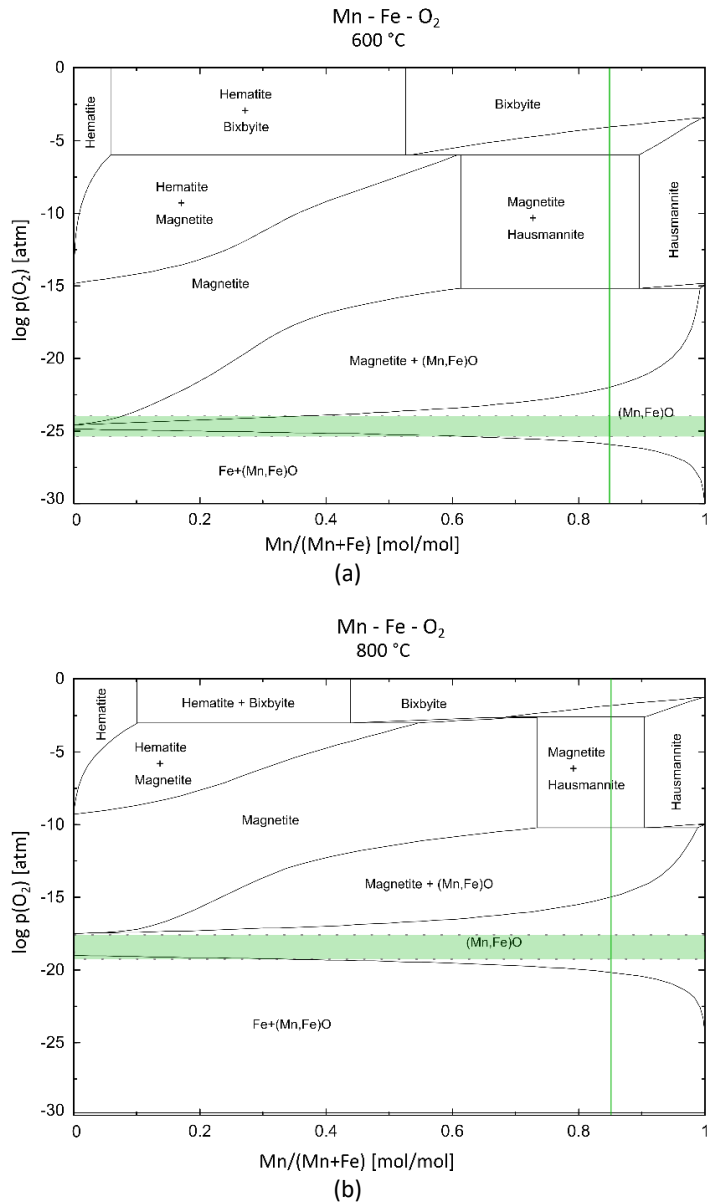 Mn - Fe - O₂
600 °C
0
-5
-10
-15
-20
-25
-30
log p(O₂) [atm]
Hematite
Hematite
+
Bixbyite
Bixbyite
Hematite
+
Magnetite
Magnetite
Magnetite
+
Hausmannite
Hausmannite
Magnetite + (Mn,Fe)O
(Mn,Fe)O
Fe+(Mn,Fe)O
0 0.2 0.4 0.6 0.8 1
Mn/(Mn+Fe) [mol/mol]
(a)
Mn - Fe - O₂
800 °C
0
-5
-10
-15
-20
-25
-30
log p(O₂) [atm]
Hematite
Hematite + Bixbyite
Bixbyite
Hematite
+
Magnetite
Magnetite
Magnetite
+
Hausmannite
Hausmannite
Magnetite + (Mn,Fe)O
(Mn,Fe)O
Fe+(Mn,Fe)O
0 0.2 0.4 0.6 0.8 1
Mn/(Mn+Fe) [mol/mol]
(b)